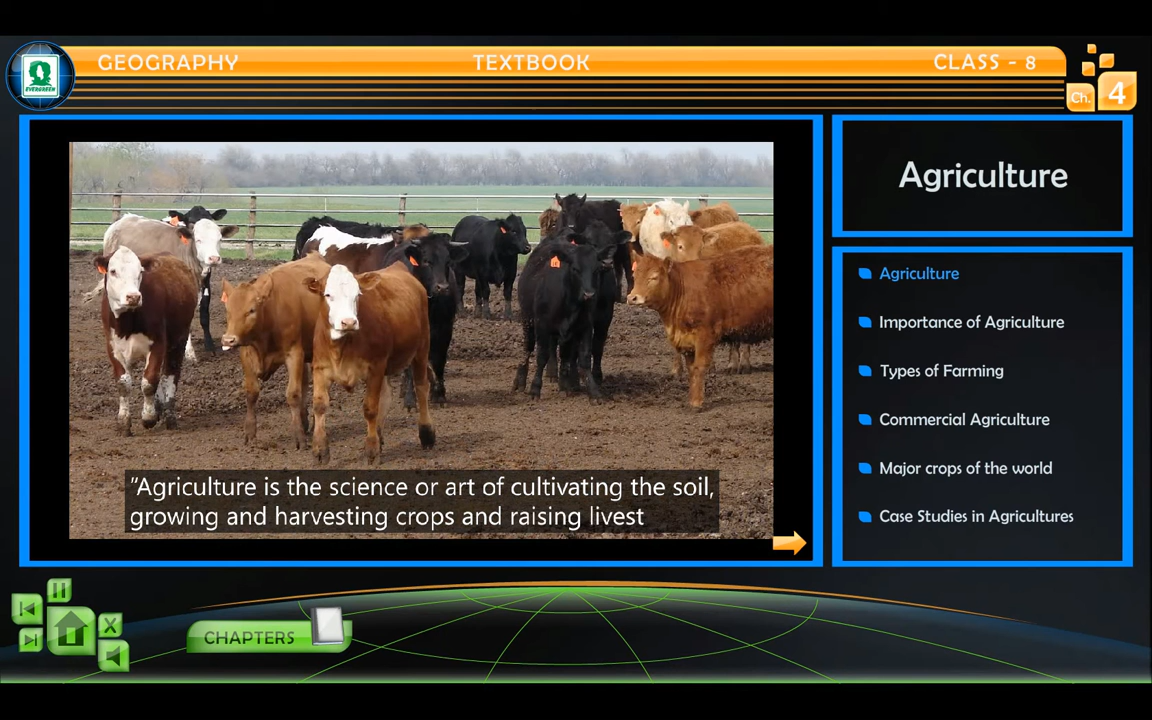 GEOGRAPHY TEXTBOOK CLASS - 8
EVERGREEN
Ch. 4
Agriculture
Agriculture
Importance of Agriculture
Types of Farming
Commercial Agriculture
Major crops of the world
Case Studies in Agricultures
"Agriculture is the science or art of cultivating the soil,
growing and harvesting crops and raising livest
CHAPTERS
X